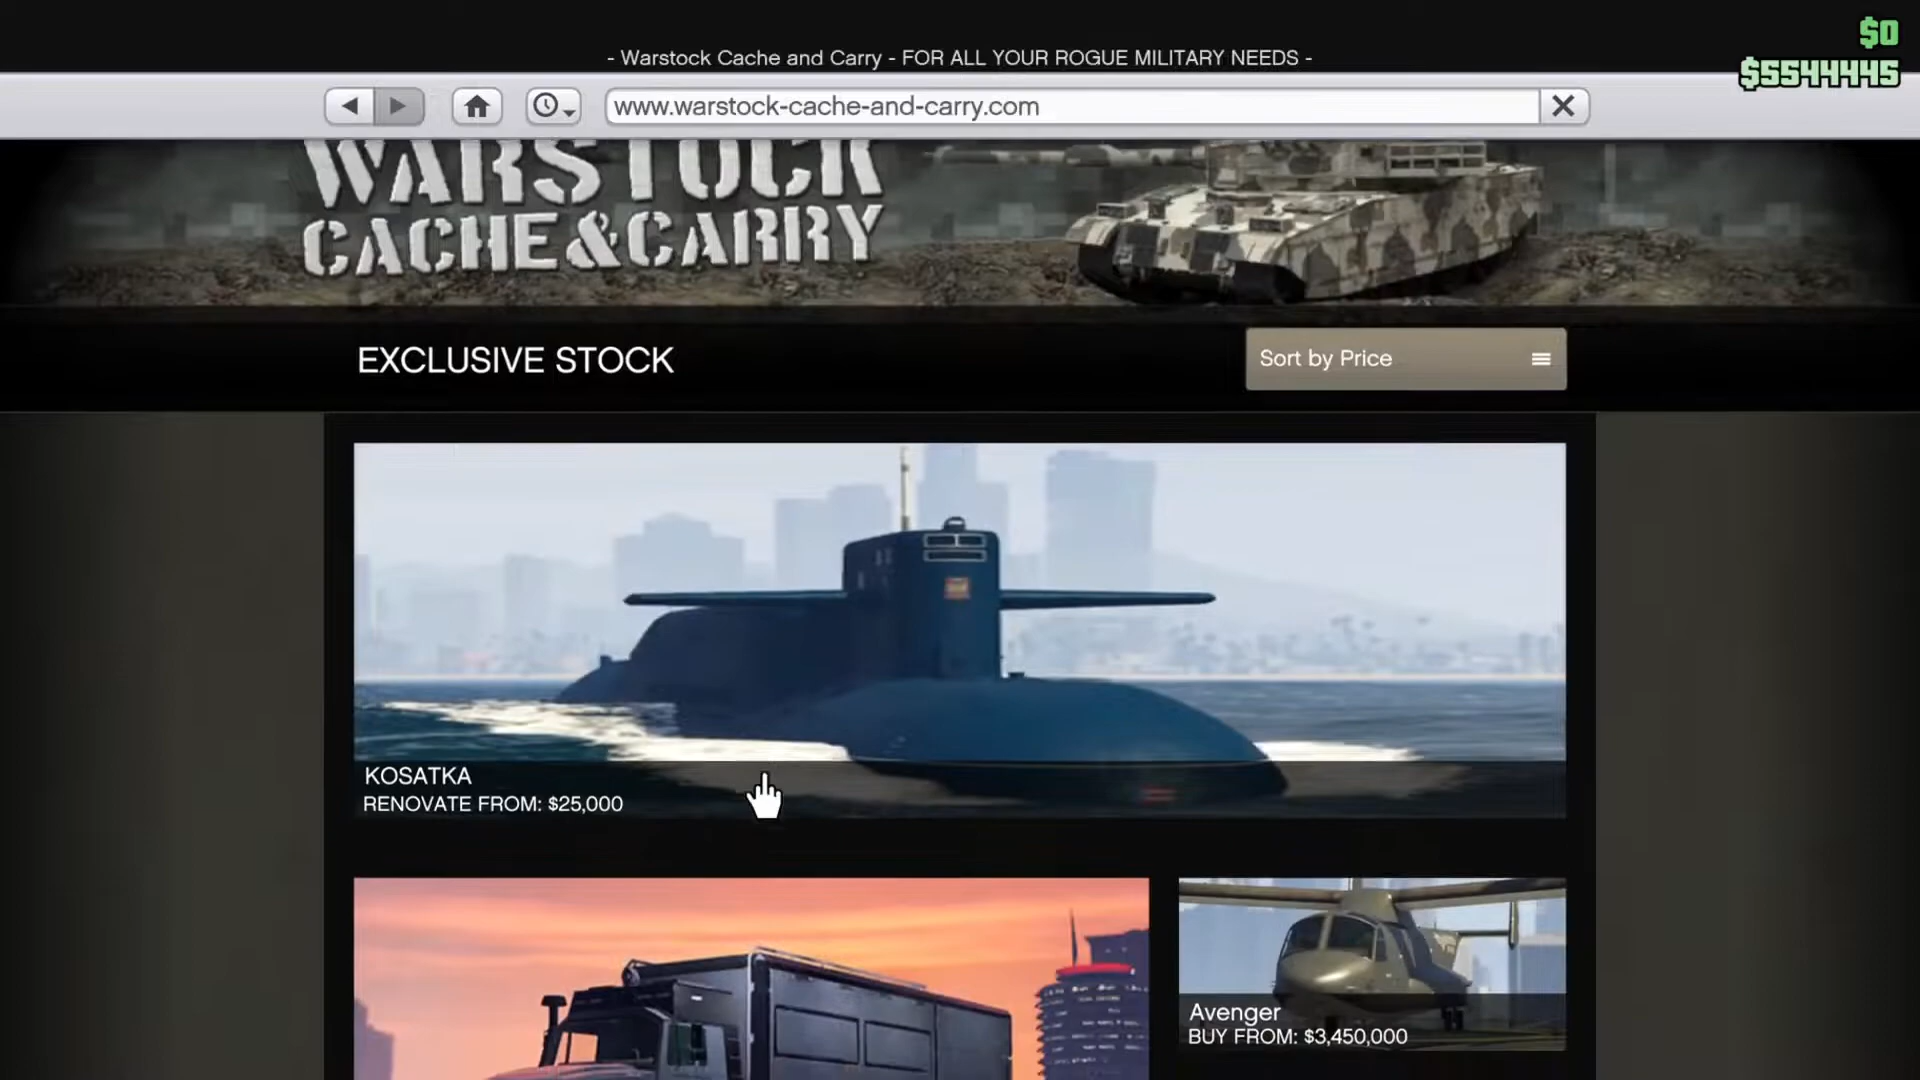 $0
$5544445
- Warstock Cache and Carry - FOR ALL YOUR ROGUE MILITARY NEEDS -
www.warstock-cache-and-carry.com
WARSTOCK
CACHE&CARRY
EXCLUSIVE STOCK
Sort by Price
KOSATKA
RENOVATE FROM: $25,000
Avenger
BUY FROM: $3,450,000